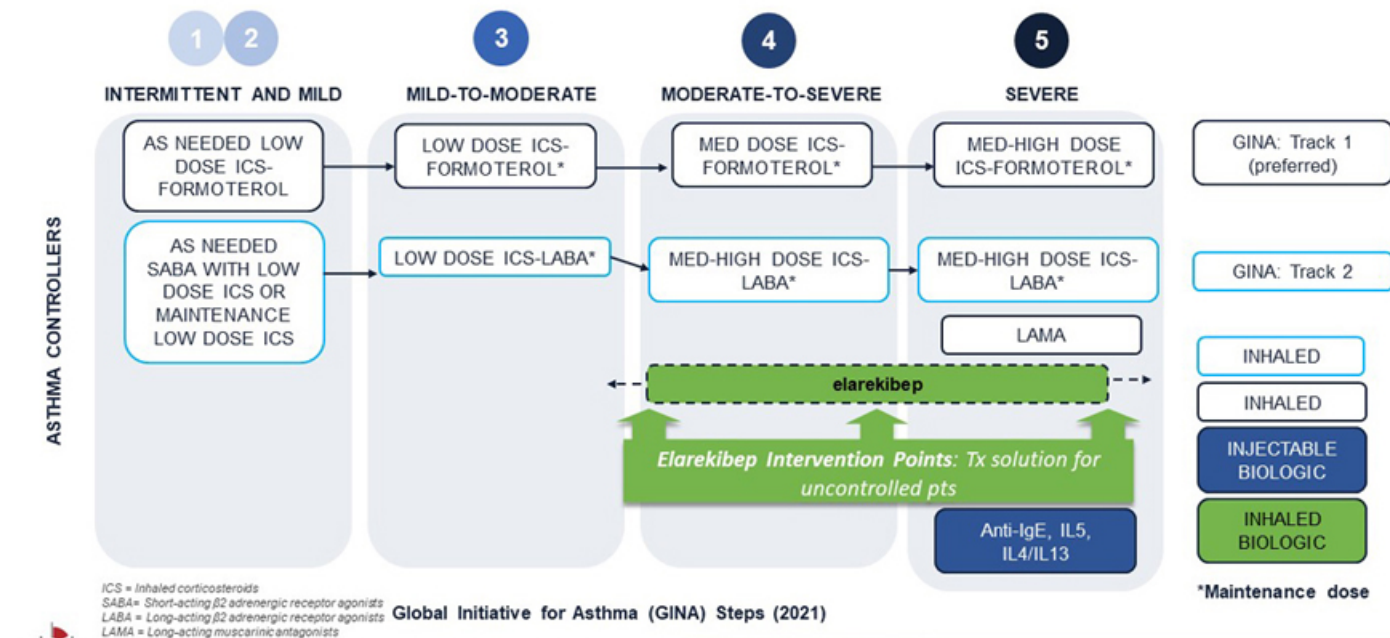 1 2 3 4 5
INTERMITTENT AND MILD
MILD-TO-MODERATE
MODERATE-TO-SEVERE
SEVERE
ASTHMA CONTROLLERS
AS NEEDED LOW
DOSE ICS-
FORMOTEROL
LOW DOSE ICS-
FORMOTEROL*
MED DOSE ICS-
FORMOTEROL*
MED-HIGH DOSE
ICS-FORMOTEROL*
GINA: Track 1
(preferred)
AS NEEDED
SABA WITH LOW
DOSE ICS OR
MAINTENANCE
LOW DOSE ICS
LOW DOSE ICS-LABA*
MED-HIGH DOSE ICS-
LABA*
MED-HIGH DOSE ICS-
LABA*
GINA: Track 2
LAMA
elarekibep
Elarekibep Intervention Points: Tx solution for
uncontrolled pts
Anti-IgE, IL5,
IL4/IL13
INHALED
INHALED
INJECTABLE
BIOLOGIC
INHALED
BIOLOGIC
*Maintenance dose
ICS = Inhaled corticosteroids
SABA= Short-acting β2 adrenergic receptor agonists
LABA = Long-acting β2 adrenergic receptor agonists
LAMA = Long-acting muscarinic antagonists
Global Initiative for Asthma (GINA) Steps (2021)